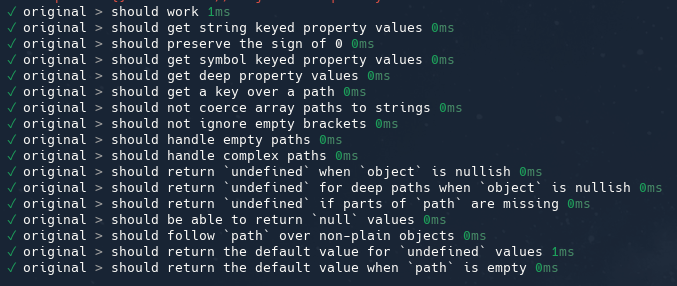 ✓ original > should work 1ms
✓ original > should get string keyed property values 0ms
✓ original > should preserve the sign of 0 0ms
✓ original > should get symbol keyed property values 0ms
✓ original > should get deep property values 0ms
✓ original > should get a key over a path 0ms
✓ original > should not coerce array paths to strings 0ms
✓ original > should not ignore empty brackets 0ms
✓ original > should handle empty paths 0ms
✓ original > should handle complex paths 0ms
✓ original > should return `undefined` when `object` is nullish 0ms
✓ original > should return `undefined` for deep paths when `object` is nullish 0ms
✓ original > should return `undefined` if parts of `path` are missing 0ms
✓ original > should be able to return `null` values 0ms
✓ original > should follow `path` over non-plain objects 0ms
✓ original > should return the default value for `undefined` values 1ms
✓ original > should return the default value when `path` is empty 0ms